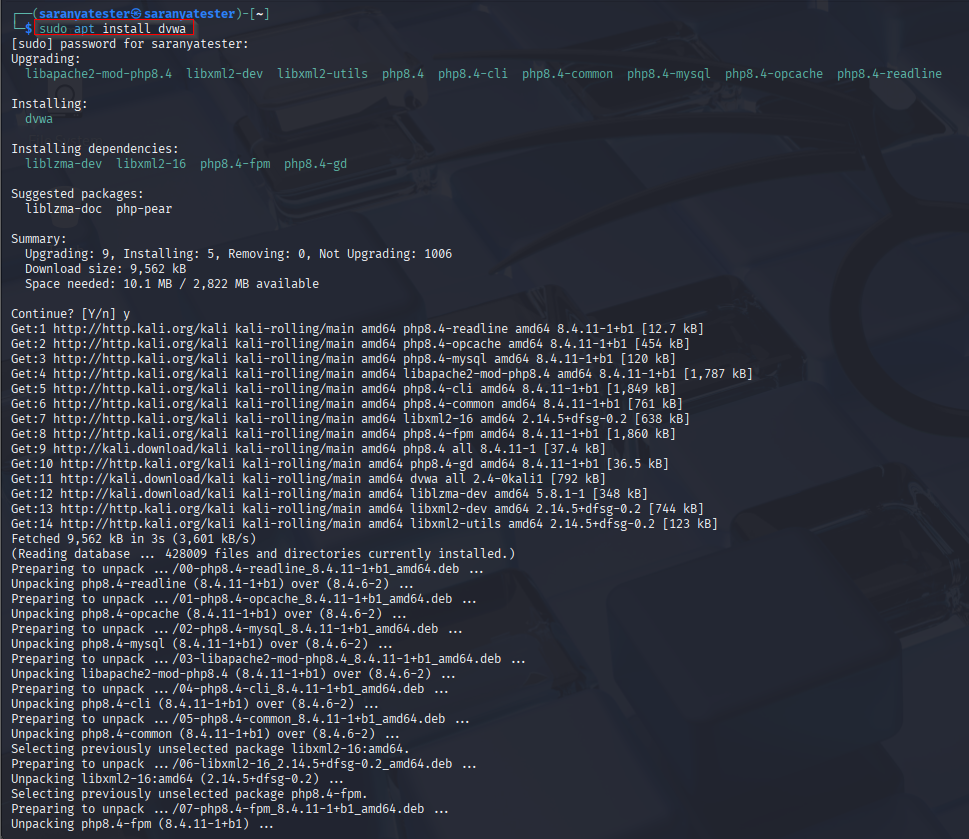 ┌──(saranyatester㉿saranyatester)-[~]
└─$ sudo apt install dvwa
[sudo] password for saranyatester:
Upgrading:
  libapache2-mod-php8.4  libxml2-dev  libxml2-utils  php8.4  php8.4-cli  php8.4-common  php8.4-mysql  php8.4-opcache  php8.4-readline

Installing:
  dvwa

Installing dependencies:
  liblzma-dev  libxml2-16  php8.4-fpm  php8.4-gd

Suggested packages:
  liblzma-doc  php-pear

Summary:
  Upgrading: 9, Installing: 5, Removing: 0, Not Upgrading: 1006
  Download size: 9,562 kB
  Space needed: 10.1 MB / 2,822 MB available

Continue? [Y/n] y
Get:1 http://http.kali.org/kali kali-rolling/main amd64 php8.4-readline amd64 8.4.11-1+b1 [12.7 kB]
Get:2 http://http.kali.org/kali kali-rolling/main amd64 php8.4-opcache amd64 8.4.11-1+b1 [454 kB]
Get:3 http://http.kali.org/kali kali-rolling/main amd64 php8.4-mysql amd64 8.4.11-1+b1 [120 kB]
Get:4 http://http.kali.org/kali kali-rolling/main amd64 libapache2-mod-php8.4 amd64 8.4.11-1+b1 [1,787 kB]
Get:5 http://http.kali.org/kali kali-rolling/main amd64 php8.4-cli amd64 8.4.11-1+b1 [1,849 kB]
Get:6 http://http.kali.org/kali kali-rolling/main amd64 php8.4-common amd64 8.4.11-1+b1 [761 kB]
Get:7 http://http.kali.org/kali kali-rolling/main amd64 libxml2-16 amd64 2.14.5+dfsg-0.2 [638 kB]
Get:8 http://http.kali.org/kali kali-rolling/main amd64 php8.4-fpm amd64 8.4.11-1+b1 [1,860 kB]
Get:9 http://kali.download/kali kali-rolling/main amd64 php8.4 all 8.4.11-1 [37.4 kB]
Get:10 http://http.kali.org/kali kali-rolling/main amd64 php8.4-gd amd64 8.4.11-1+b1 [36.5 kB]
Get:11 http://kali.download/kali kali-rolling/main amd64 dvwa all 2.4-0kali1 [792 kB]
Get:12 http://kali.download/kali kali-rolling/main amd64 liblzma-dev amd64 5.8.1-1 [348 kB]
Get:13 http://http.kali.org/kali kali-rolling/main amd64 libxml2-dev amd64 2.14.5+dfsg-0.2 [744 kB]
Get:14 http://http.kali.org/kali kali-rolling/main amd64 libxml2-utils amd64 2.14.5+dfsg-0.2 [123 kB]
Fetched 9,562 kB in 3s (3,601 kB/s)
(Reading database ... 428009 files and directories currently installed.)
Preparing to unpack .../00-php8.4-readline_8.4.11-1+b1_amd64.deb ...
Unpacking php8.4-readline (8.4.11-1+b1) over (8.4.6-2) ...
Preparing to unpack .../01-php8.4-opcache_8.4.11-1+b1_amd64.deb ...
Unpacking php8.4-opcache (8.4.11-1+b1) over (8.4.6-2) ...
Preparing to unpack .../02-php8.4-mysql_8.4.11-1+b1_amd64.deb ...
Unpacking php8.4-mysql (8.4.11-1+b1) over (8.4.6-2) ...
Preparing to unpack .../03-libapache2-mod-php8.4_8.4.11-1+b1_amd64.deb ...
Unpacking libapache2-mod-php8.4 (8.4.11-1+b1) over (8.4.6-2) ...
Preparing to unpack .../04-php8.4-cli_8.4.11-1+b1_amd64.deb ...
Unpacking php8.4-cli (8.4.11-1+b1) over (8.4.6-2) ...
Preparing to unpack .../05-php8.4-common_8.4.11-1+b1_amd64.deb ...
Unpacking php8.4-common (8.4.11-1+b1) over (8.4.6-2) ...
Selecting previously unselected package libxml2-16:amd64.
Preparing to unpack .../06-libxml2-16_2.14.5+dfsg-0.2_amd64.deb ...
Unpacking libxml2-16:amd64 (2.14.5+dfsg-0.2) ...
Selecting previously unselected package php8.4-fpm.
Preparing to unpack .../07-php8.4-fpm_8.4.11-1+b1_amd64.deb ...
Unpacking php8.4-fpm (8.4.11-1+b1) ...